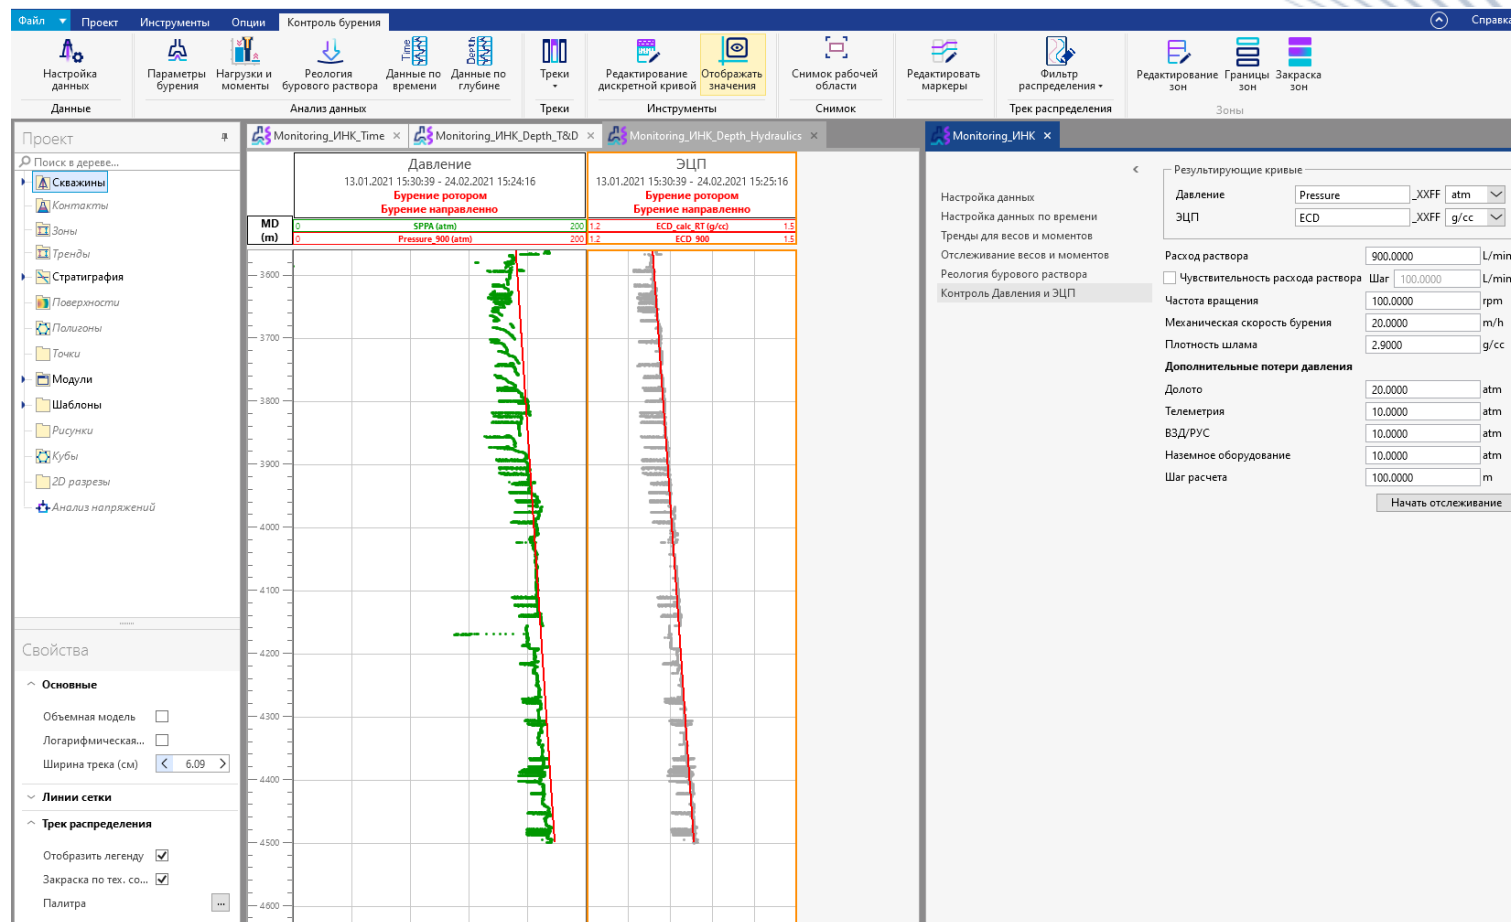 Файл Проект Инструменты Опции Контроль бурения Справка
Настройка данных
Параметры бурения
Нагрузки и моменты
Реология бурового раствора
Данные по времени
Данные по глубине
Треки
Редактирование дискретной кривой
Отображать значения
Снимок рабочей области
Редактировать маркеры
Фильтр распределения
Редактирование зон
Границы зон
Закраска зон
Данные Анализ данных Треки Инструменты Снимок Трек распределения Зоны
Проект
Поиск в дереве...
Скважины
Контакты
Зоны
Тренды
Стратиграфия
Поверхности
Полигоны
Точки
Модули
Шаблоны
Рисунки
Кубы
2D разрезы
Анализ напряжений
Свойства
Основные
Объемная модель
Логарифмическая...
Ширина трека (см) 6.09
Линии сетки
Трек распределения
Отобразить легенду
Закраска по тех. со...
Палитра ...
Monitoring_ИНК_Time Monitoring_ИНК_Depth_T&D Monitoring_ИНК_Depth_Hydraulics
Давление
13.01.2021 15:30:39 - 24.02.2021 15:24:16
Бурение ротором
Бурение направленно
ЭЦП
13.01.2021 15:30:39 - 24.02.2021 15:25:16
Бурение ротором
Бурение направленно
MD
(m)
0 SPPA (atm) 200
0 Pressure_900 (atm) 200
1.2 ECD_calc_RT (g/cc) 1.5
1.2 ECD_900 1.5
3600
3700
3800
3900
4000
4100
4200
4300
4400
4500
4600
Monitoring_ИНК
Настройка данных
Настройка данных по времени
Тренды для весов и моментов
Отслеживание весов и моментов
Реология бурового раствора
Контроль Давления и ЭЦП
Результирующие кривые
Давление Pressure _XXFF atm
ЭЦП ECD _XXFF g/cc
Расход раствора 900.0000 L/min
Чувствительность расхода раствора Шаг 100.0000 L/min
Частота вращения 100.0000 rpm
Механическая скорость бурения 20.0000 m/h
Плотность шлама 2.9000 g/cc
Дополнительные потери давления
Долото 20.0000 atm
Телеметрия 10.0000 atm
ВЗД/РУС 10.0000 atm
Наземное оборудование 10.0000 atm
Шаг расчета 100.0000 m
Начать отслеживание